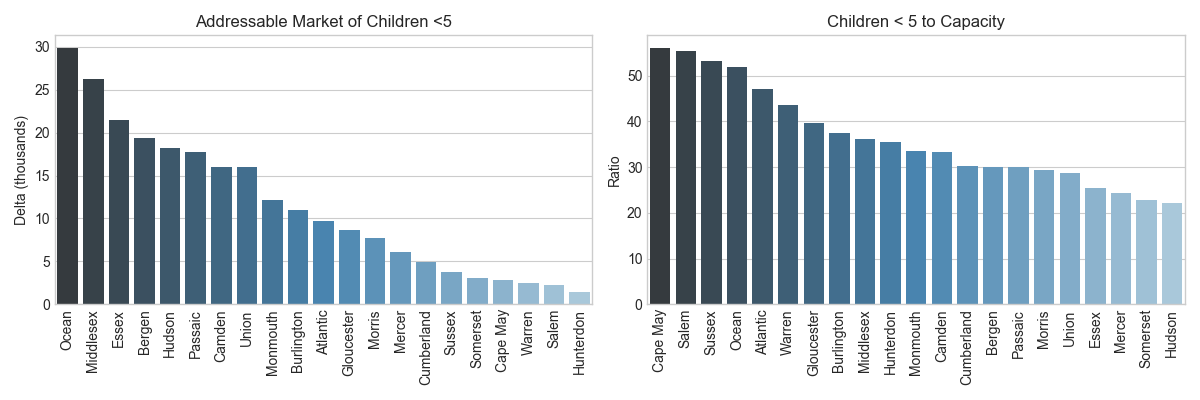 Addressable Market of Children <5
Delta (thousands)
30
25
20
15
10
5
0
Ocean
Middlesex
Essex
Bergen
Hudson
Passaic
Camden
Union
Monmouth
Burlington
Atlantic
Gloucester
Morris
Mercer
Cumberland
Sussex
Somerset
Cape May
Warren
Salem
Hunterdon
Children < 5 to Capacity
Ratio
50
40
30
20
10
0
Cape May
Salem
Sussex
Ocean
Atlantic
Warren
Gloucester
Burlington
Middlesex
Hunterdon
Monmouth
Camden
Cumberland
Bergen
Passaic
Morris
Union
Essex
Mercer
Somerset
Hudson